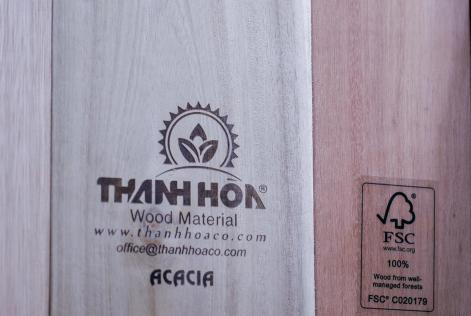 THANH HÒA®
Wood Material
www.thanhhoaco.com
office@thanhhoaco.com
ACACIA
FSC
www.fsc.org
100%
Wood from well-
managed forests
FSC® C020179